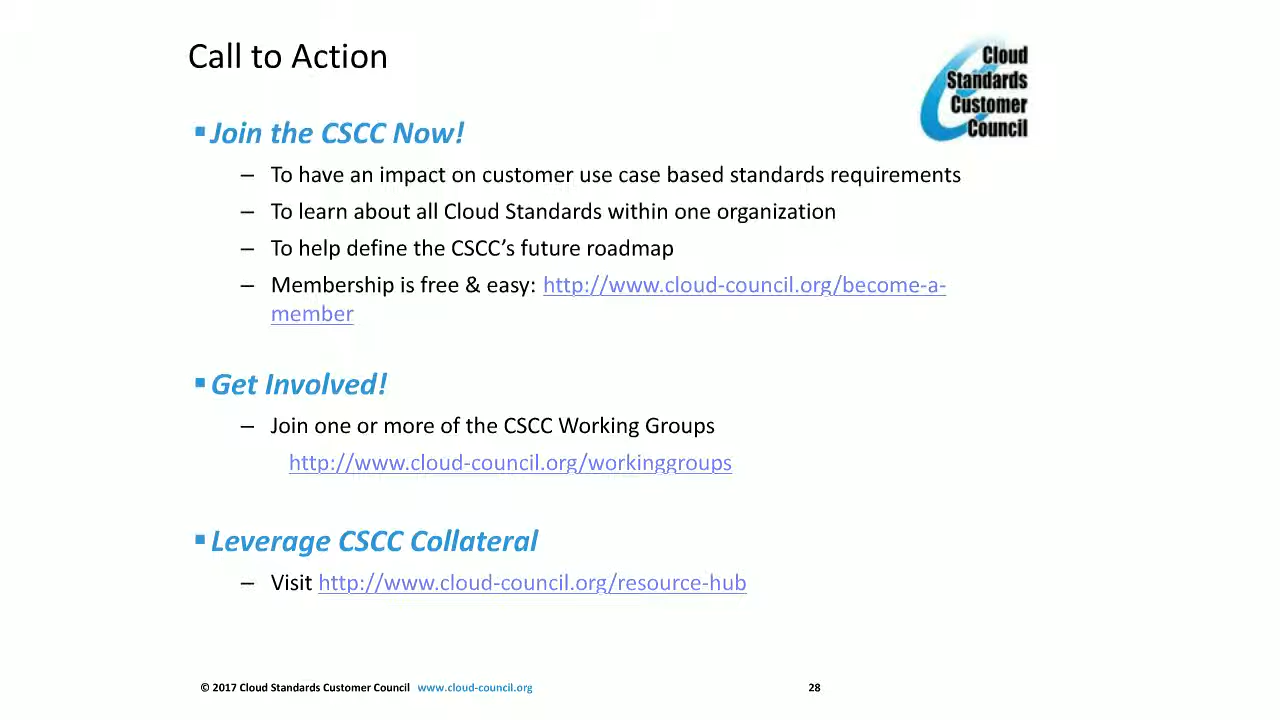 Call to Action
Cloud
Standards
Customer
Council
▪ Join the CSCC Now!
– To have an impact on customer use case based standards requirements
– To learn about all Cloud Standards within one organization
– To help define the CSCC’s future roadmap
– Membership is free & easy: http://www.cloud-council.org/become-a-
member
▪ Get Involved!
– Join one or more of the CSCC Working Groups
http://www.cloud-council.org/workinggroups
▪ Leverage CSCC Collateral
– Visit http://www.cloud-council.org/resource-hub
© 2017 Cloud Standards Customer Council www.cloud-council.org 28